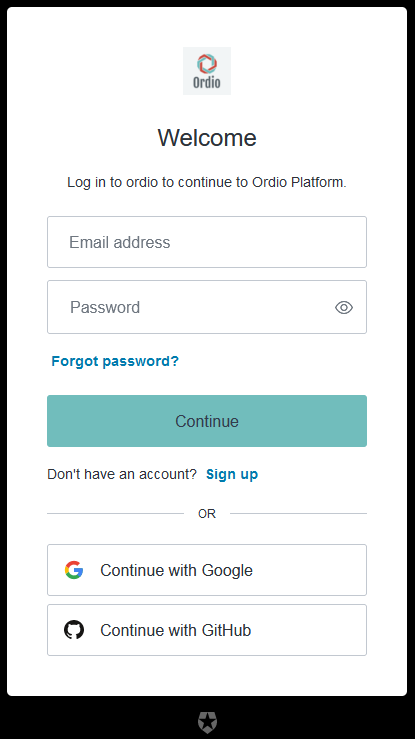 Ordio
Welcome
Log in to ordio to continue to Ordio Platform.
Email address
Password
Forgot password?
Continue
Don't have an account? Sign up
OR
Continue with Google
Continue with GitHub